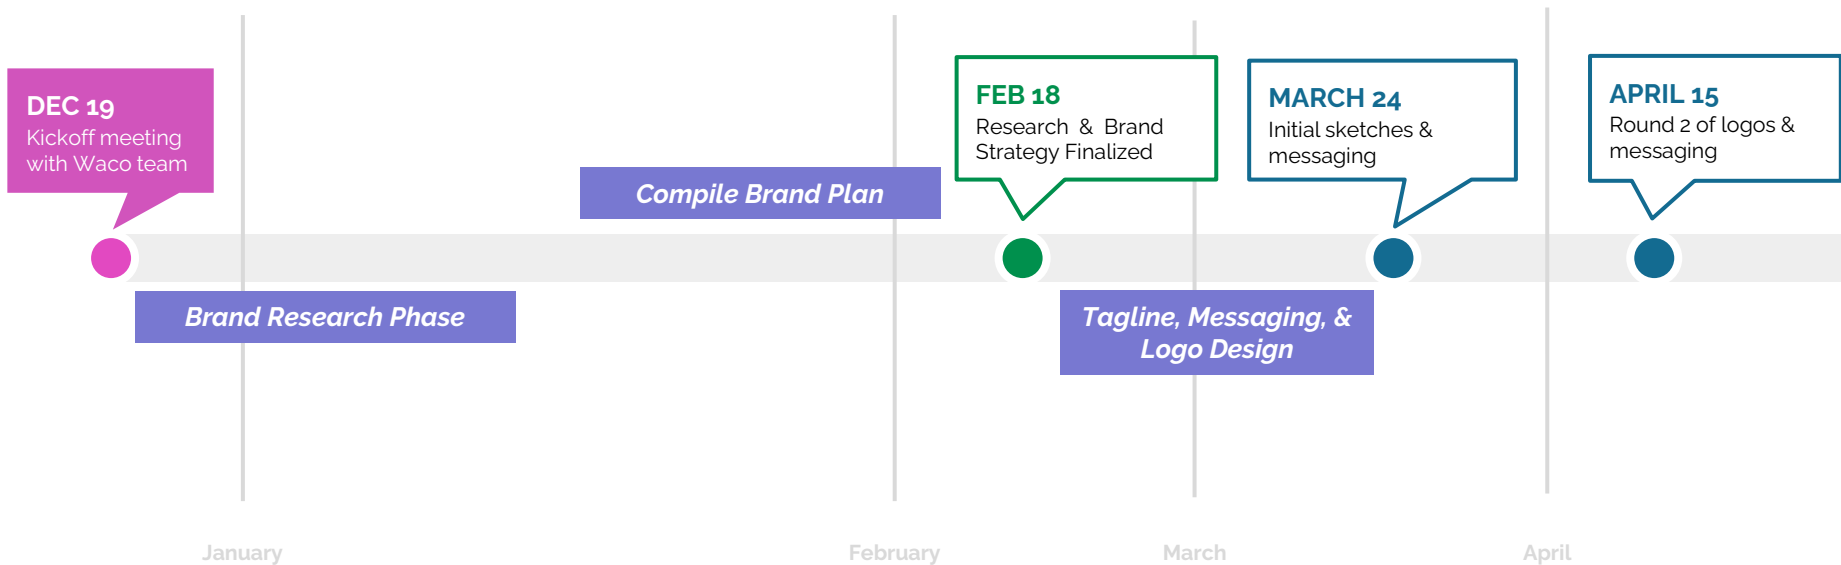 DEC 19
Kickoff meeting
with Waco team
FEB 18
Research & Brand
Strategy Finalized
MARCH 24
Initial sketches &
messaging
APRIL 15
Round 2 of logos &
messaging
Compile Brand Plan
Brand Research Phase
Tagline, Messaging, &
Logo Design
January
February
March
April